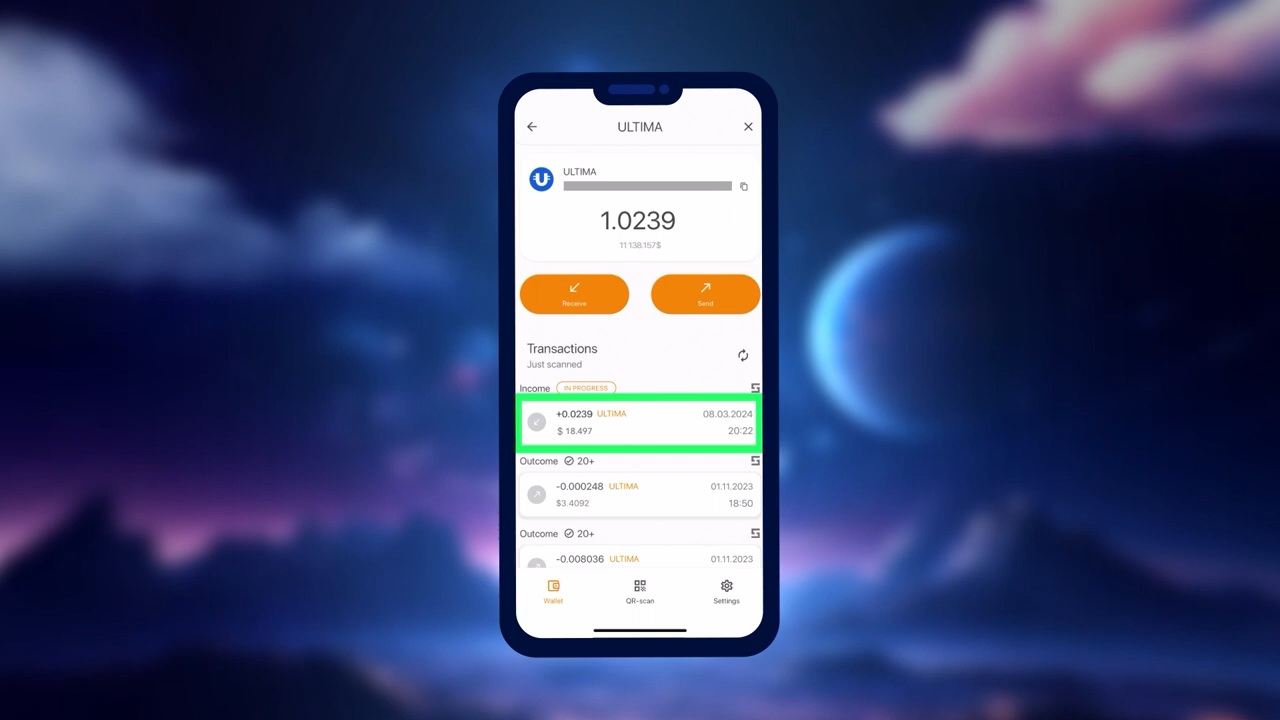 ULTIMA
ULTIMA
1.0239
11 138.157$
Receive
Send
Transactions
Just scanned
Income IN PROGRESS
+0.0239 ULTIMA 08.03.2024
$ 18.497 20:22
Outcome 20+
-0.000248 ULTIMA 01.11.2023
$3.4092 18:50
Outcome 20+
-0.008036 ULTIMA 01.11.2023
Wallet
QR-scan
Settings